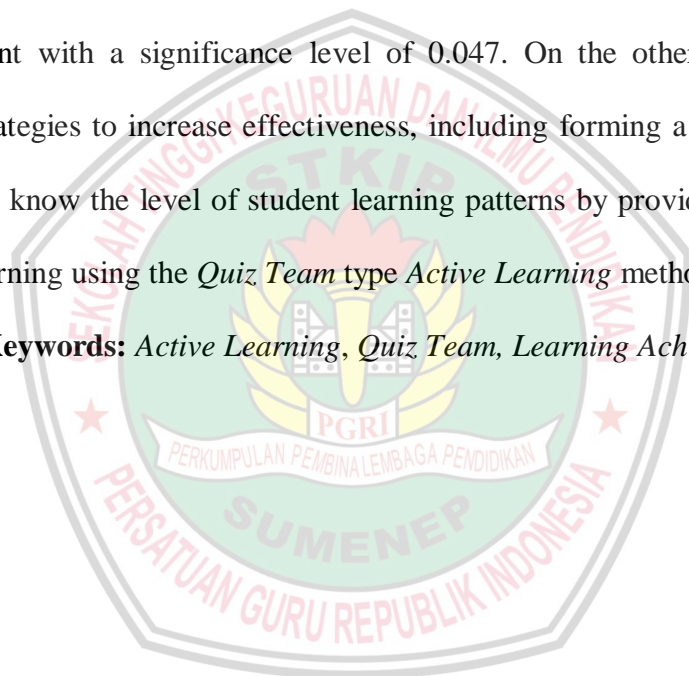 nt with a significance level of 0.047. On the other
ategies to increase effectiveness, including forming a
know the level of student learning patterns by provi
rning using the Quiz Team type Active Learning metho
Keywords: Active Learning, Quiz Team, Learning Ach
SEKOLAH TINGGI KEGURUAN DAN ILMU PENDIDIKAN
STKIP
PGRI
PERKUMPULAN PEMBINA LEMBAGA PENDIDIKAN
SUMENEP
PERSATUAN GURU REPUBLIK INDONESIA